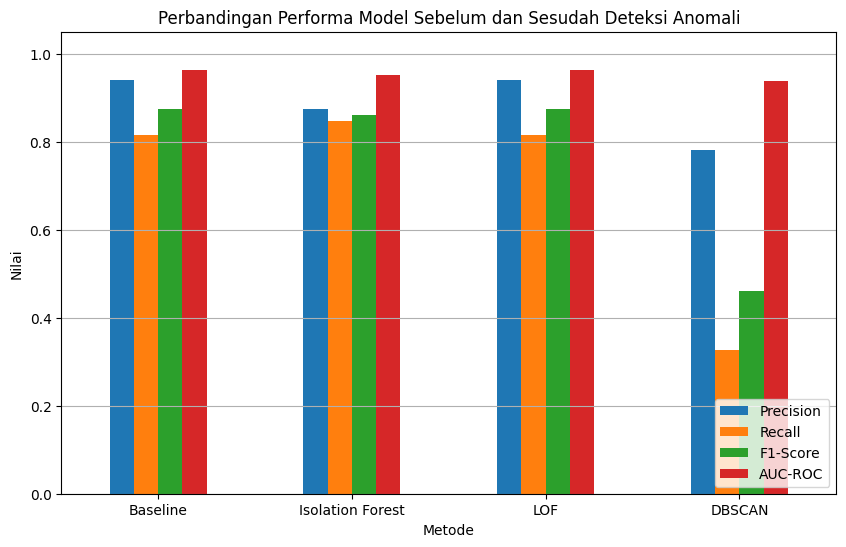 Perbandingan Performa Model Sebelum dan Sesudah Deteksi Anomali
Nilai
1.0
0.8
0.6
0.4
0.2
0.0
Baseline
Isolation Forest
LOF
DBSCAN
Metode
Precision
Recall
F1-Score
AUC-ROC